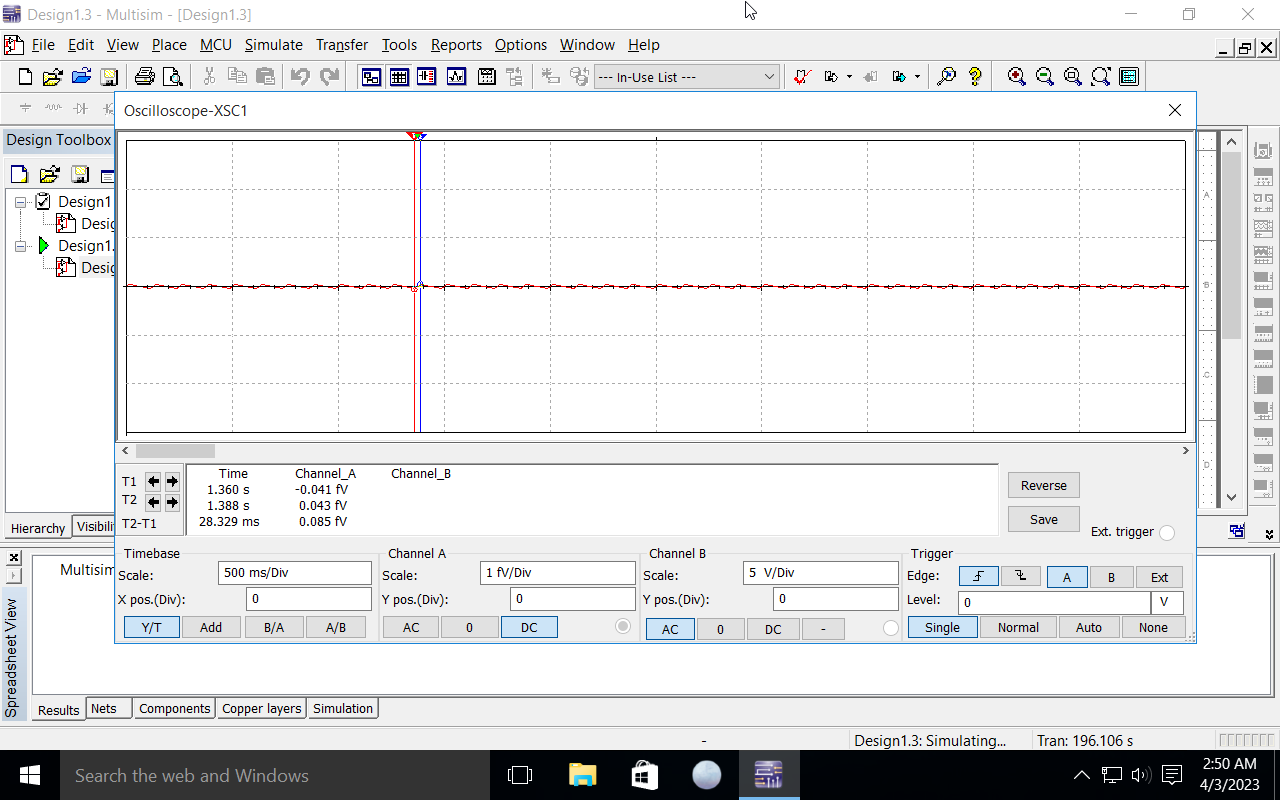 Design1.3 - Multisim - [Design1.3]
File Edit View Place MCU Simulate Transfer Tools Reports Options Window Help
--- In-Use List ---
Oscilloscope-XSC1
Design Toolbox
Design1
Desig
Design1.
Desig
A
B
C
D
Hierarchy Visibili
Time Channel_A Channel_B
T1 1.360 s -0.041 fV
T2 1.388 s 0.043 fV
T2-T1 28.329 ms 0.085 fV
Reverse
Save
Ext. trigger
Timebase Channel A Channel B Trigger
Scale: 500 ms/Div Scale: 1 fV/Div Scale: 5 V/Div Edge: A B Ext
X pos.(Div): 0 Y pos.(Div): 0 Y pos.(Div): 0 Level: 0 V
Y/T Add B/A A/B AC 0 DC AC 0 DC - Single Normal Auto None
Multisim
Spreadsheet View
Results Nets Components Copper layers Simulation
- Design1.3: Simulating... Tran: 196.106 s
Search the web and Windows
2:50 AM
4/3/2023